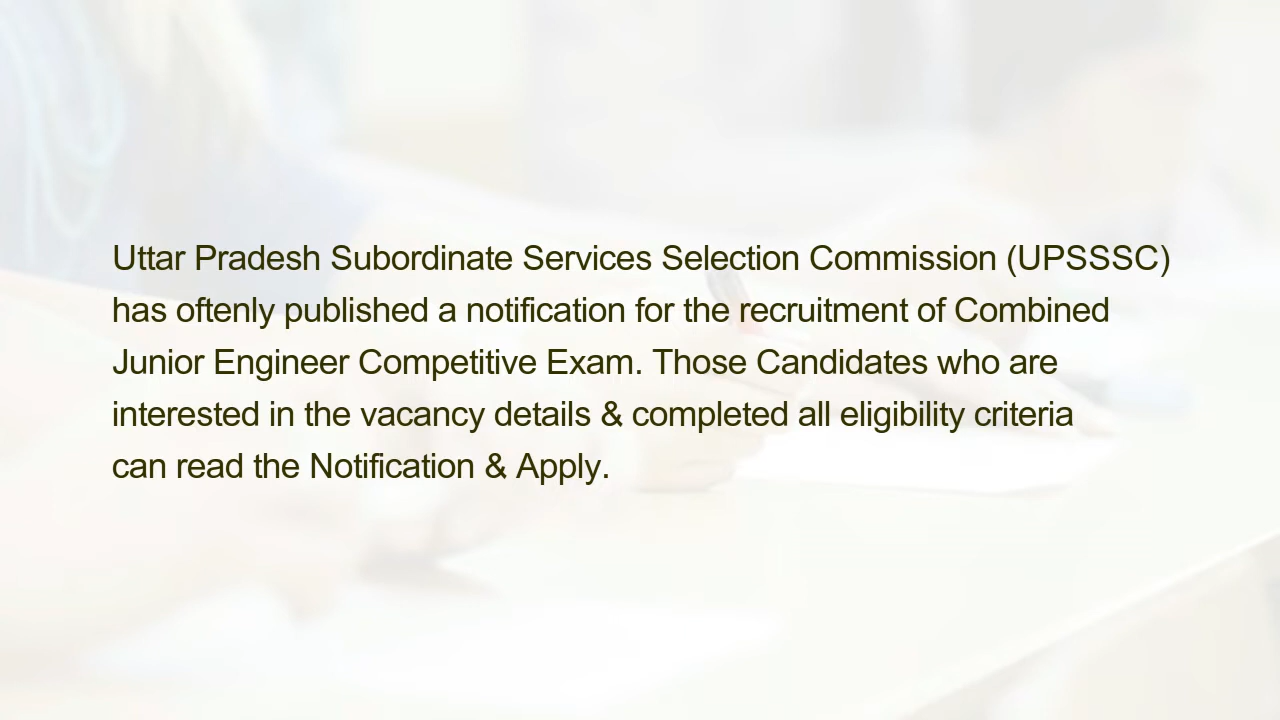 Uttar Pradesh Subordinate Services Selection Commission (UPSSSC)
has oftenly published a notification for the recruitment of Combined
Junior Engineer Competitive Exam. Those Candidates who are
interested in the vacancy details & completed all eligibility criteria
can read the Notification & Apply.